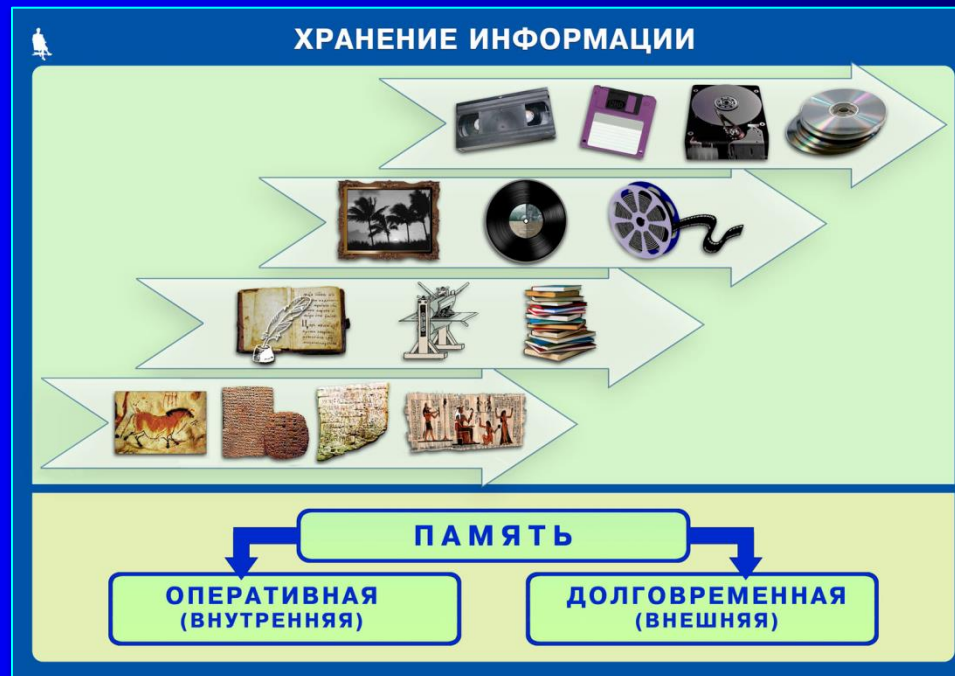 ХРАНЕНИЕ ИНФОРМАЦИИ
ПАМЯТЬ
ОПЕРАТИВНАЯ
(ВНУТРЕННЯЯ)
ДОЛГОВРЕМЕННАЯ
(ВНЕШНЯЯ)